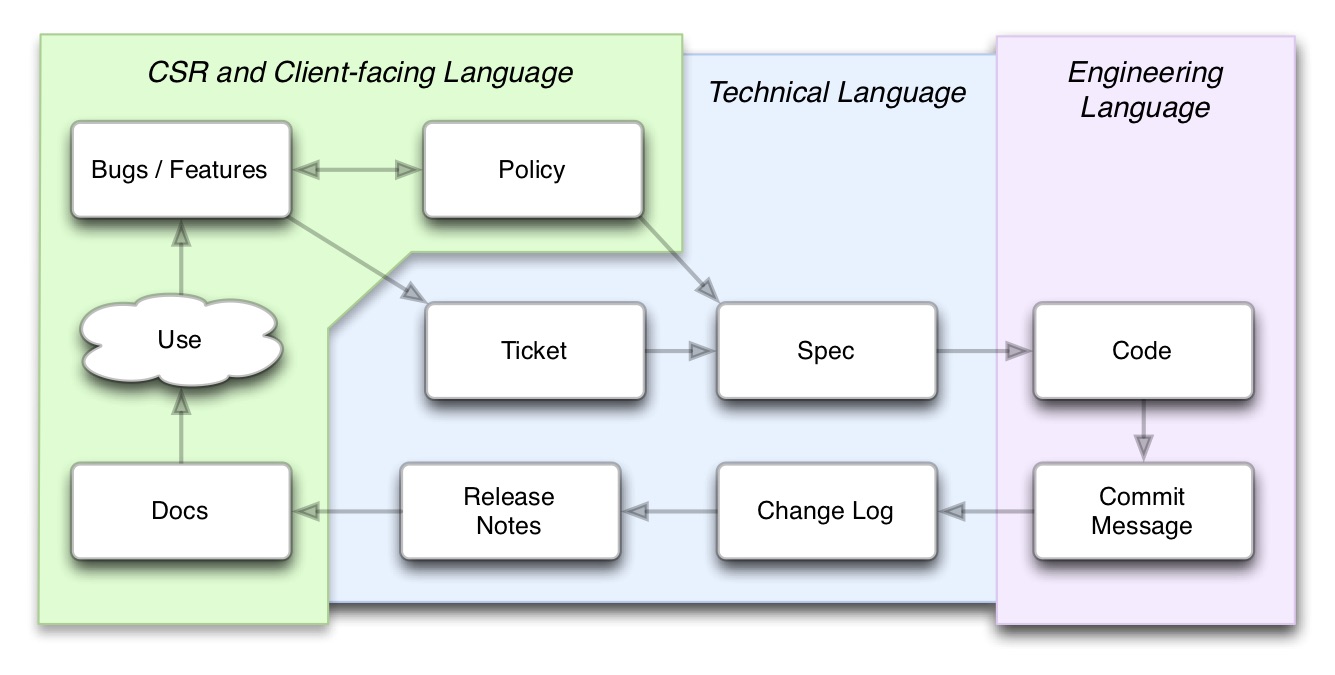 CSR and Client-facing Language
Technical Language
Engineering
Language
Bugs / Features
Policy
Use
Ticket
Spec
Code
Docs
Release
Notes
Change Log
Commit
Message